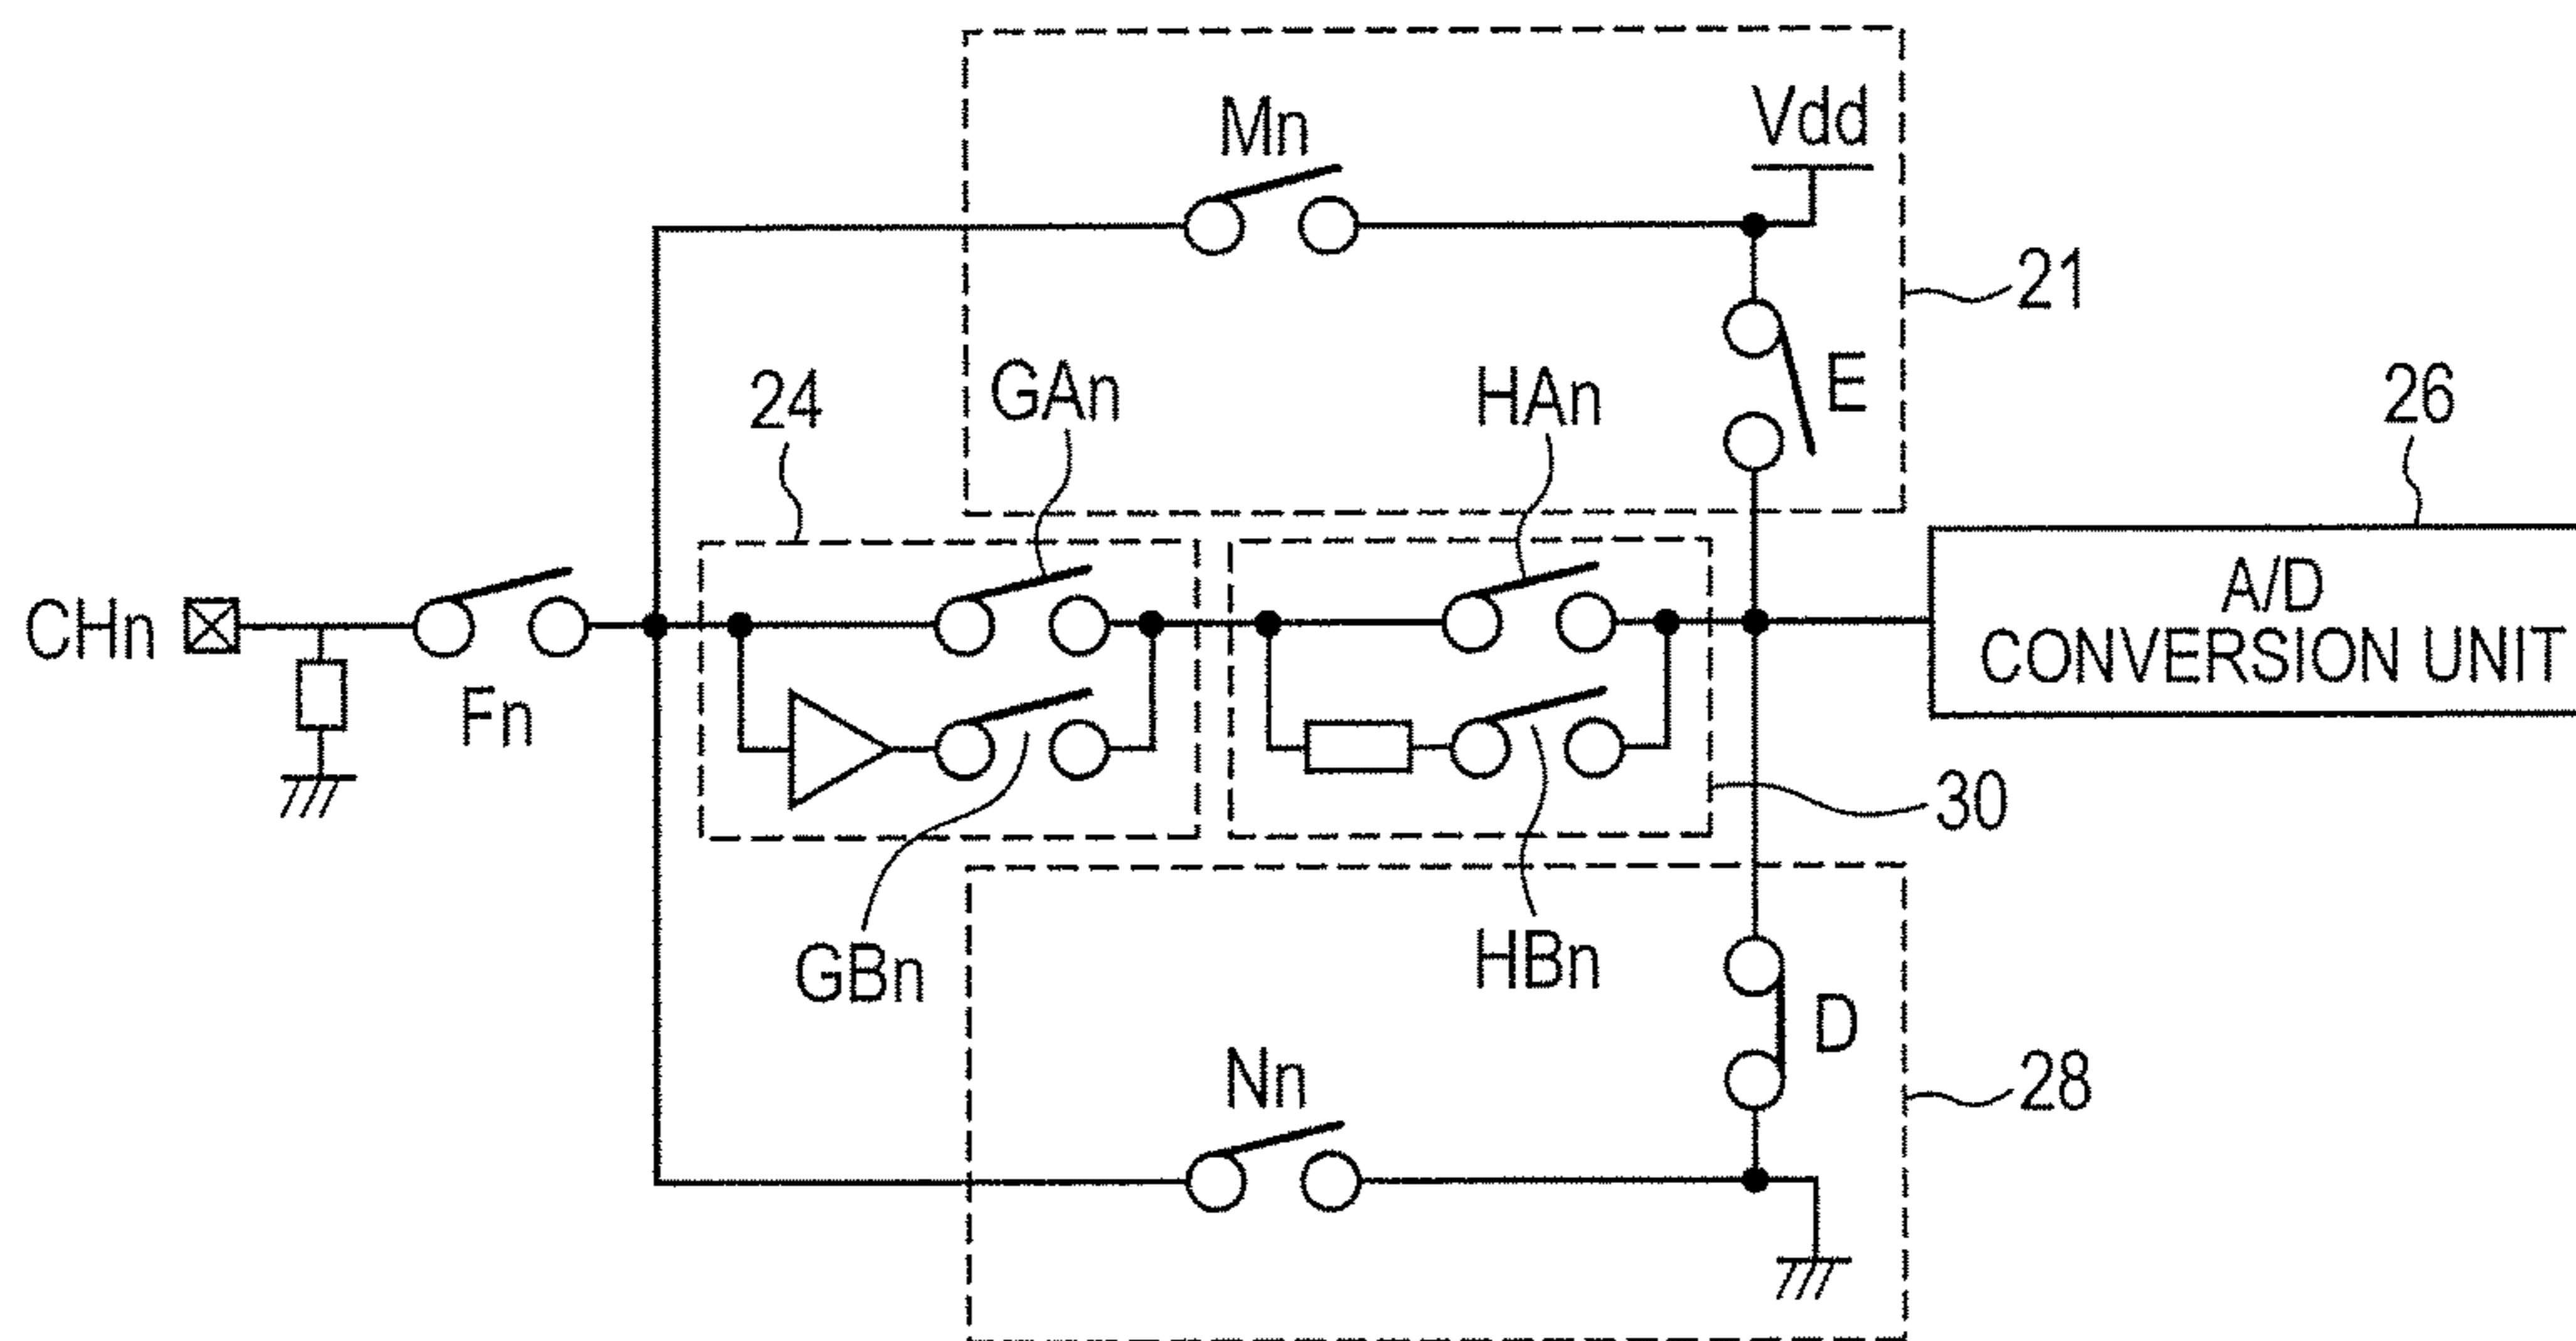 Mn
Vdd
21
E
24
GAn
HAn
26
A/D
CONVERSION UNIT
CHn
Fn
30
GBn
HBn
D
Nn
28